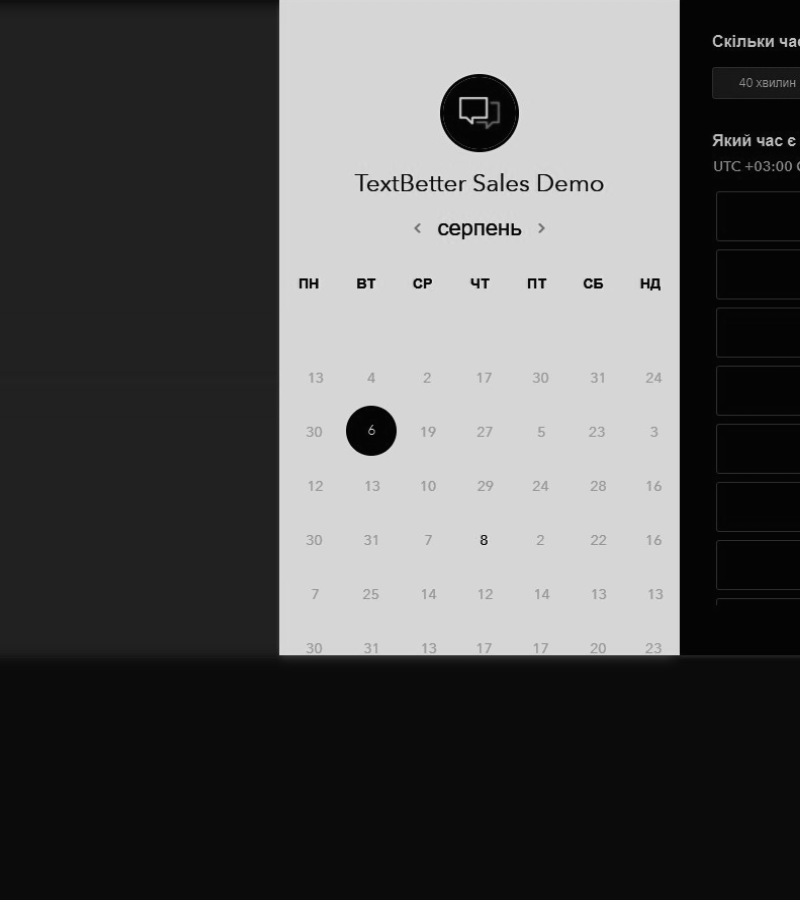 TextBetter Sales Demo
серпень
ПН ВТ СР ЧТ ПТ СБ НД
13 4 2 17 30 31 24
30 6 19 27 5 23 3
12 13 10 29 24 28 16
30 31 7 8 2 22 16
7 25 14 12 14 13 13
30 31 13 17 17 20 23
Скільки
40 хвилин
Який час є
UTC +03:00